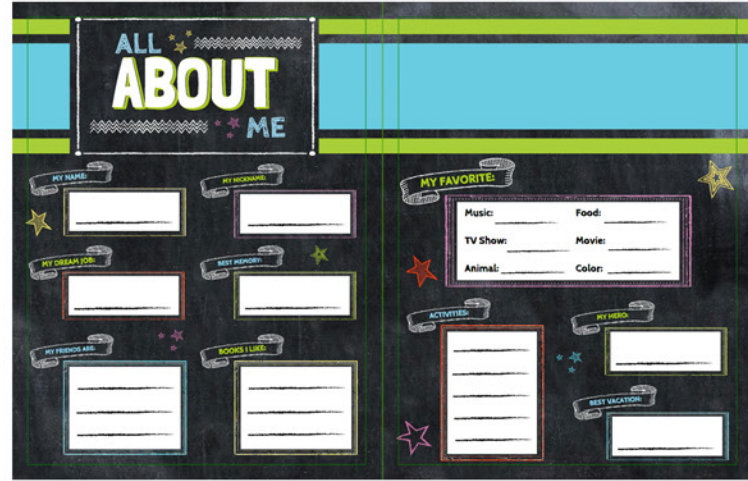 ALL
ABOUT
ME
MY NAME:
MY NICKNAME:
MY DREAM JOB:
BEST MEMORY:
MY FRIENDS ARE:
BOOKS I LIKE:
MY FAVORITE:
Music:
Food:
TV Show:
Movie:
Animal:
Color:
ACTIVITIES:
MY HERO:
BEST VACATION: